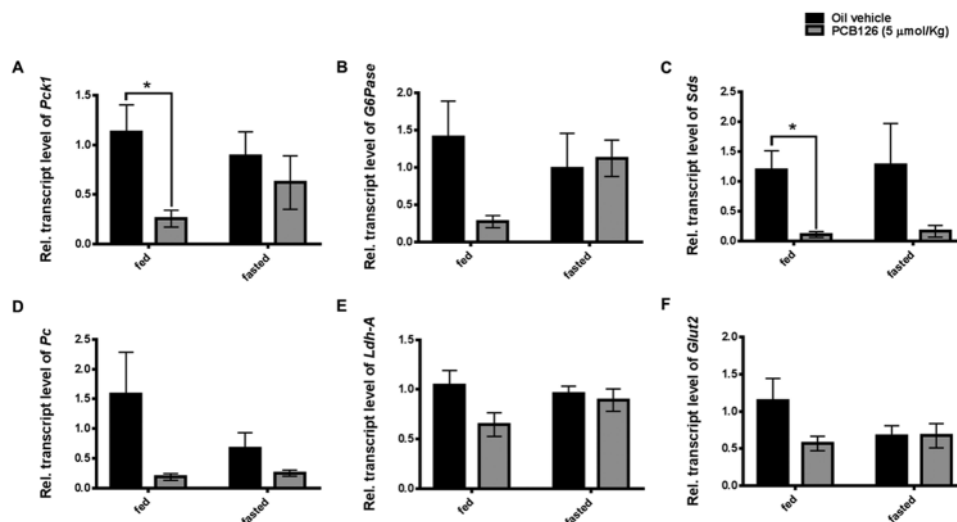 Oil vehicle
PCB126 (5 µmol/Kg)
A
Rel. transcript level of Pck1
1.5
1.0
0.5
0.0
*
fed
fasted
B
Rel. transcript level of G6Pase
2.0
1.5
1.0
0.5
0.0
fed
fasted
C
Rel. transcript level of Sds
2.5
2.0
1.5
1.0
0.5
0.0
*
fed
fasted
D
Rel. transcript level of Pc
2.5
2.0
1.5
1.0
0.5
0.0
fed
fasted
E
Rel. transcript level of Ldh-A
1.5
1.0
0.5
0.0
fed
fasted
F
Rel. transcript level of Glut2
2.0
1.5
1.0
0.5
0.0
fed
fasted